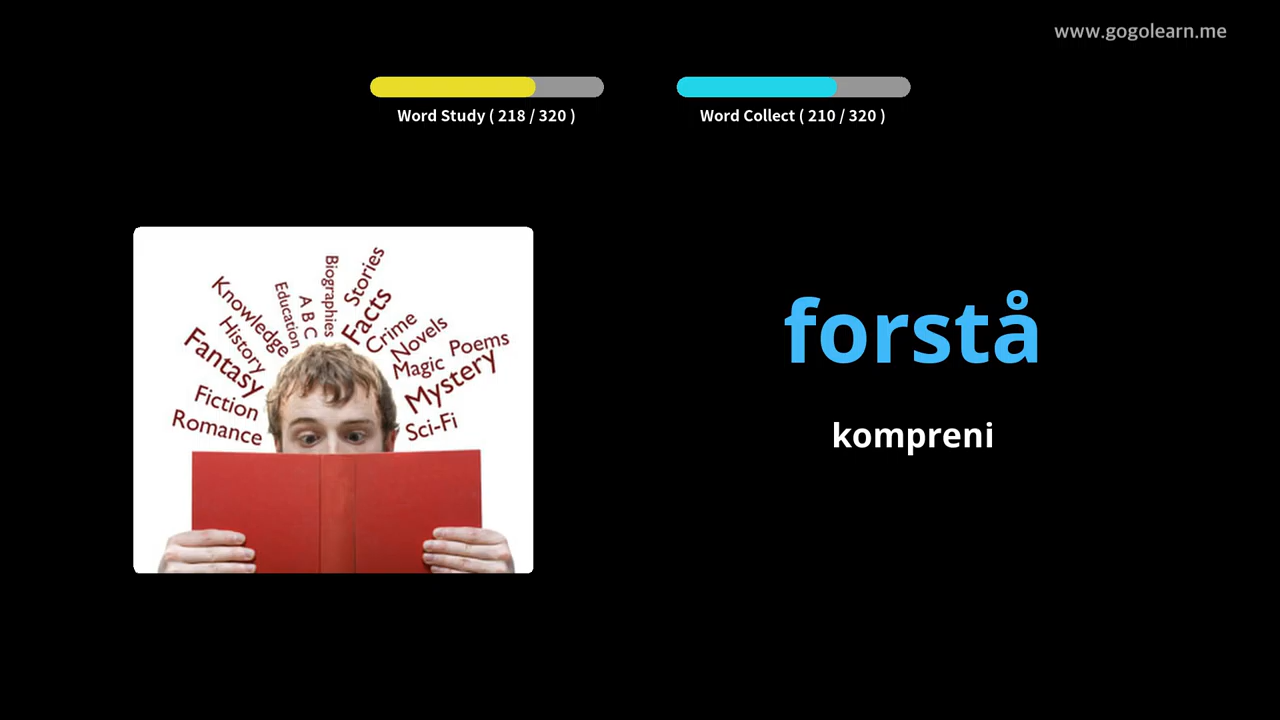 www.gogolearn.me
Word Study ( 218 / 320 )
Word Collect ( 210 / 320 )
Knowledge
History
Fantasy
Fiction
Romance
Education
A B C
Biographies
Stories
Facts
Crime
Novels
Magic
Poems
Mystery
Sci-Fi
forstå
kompreni